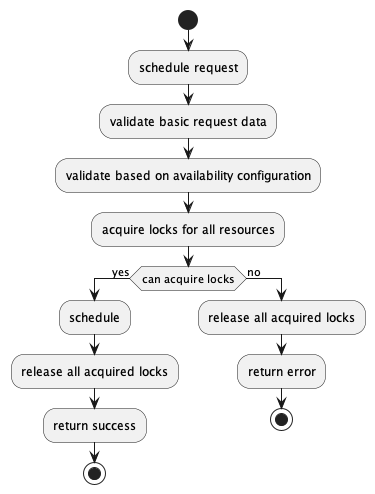 schedule request
validate basic request data
validate based on availability configuration
acquire locks for all resources
yes
can acquire locks
no
schedule
release all acquired locks
release all acquired locks
return error
return success